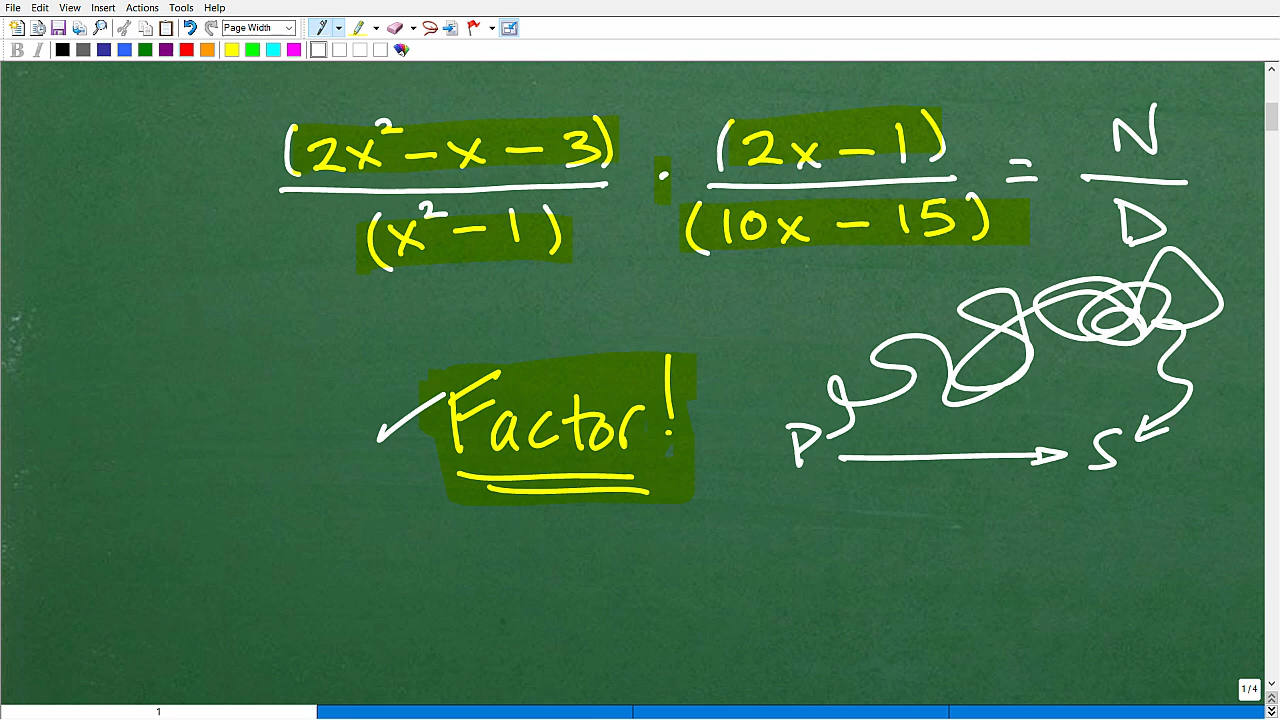 File Edit View Insert Actions Tools Help
Page Width
B I
(2x² − x − 3) (2x − 1) N
· =
(x² − 1) (10x − 15) D
Factor!
P S
1 / 4
1